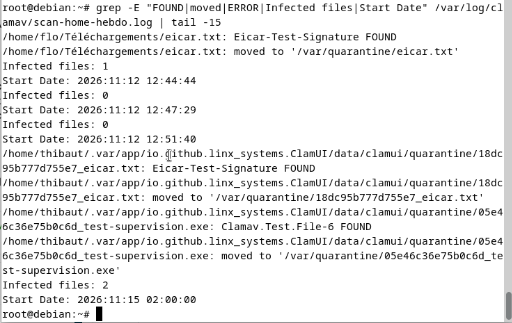 root@debian:~# grep -E "FOUND|moved|ERROR|Infected files|Start Date" /var/log/cl
amav/scan-home-hebdo.log | tail -15
/home/flo/Téléchargements/eicar.txt: Eicar-Test-Signature FOUND
/home/flo/Téléchargements/eicar.txt: moved to '/var/quarantine/eicar.txt'
Infected files: 1
Start Date: 2026:11:12 12:44:44
Infected files: 0
Start Date: 2026:11:12 12:47:29
Infected files: 0
Start Date: 2026:11:12 12:51:40
/home/thibaut/.var/app/io.github.linx_systems.ClamUI/data/clamui/quarantine/18dc
95b777d755e7_eicar.txt: Eicar-Test-Signature FOUND
/home/thibaut/.var/app/io.github.linx_systems.ClamUI/data/clamui/quarantine/18dc
95b777d755e7_eicar.txt: moved to '/var/quarantine/18dc95b777d755e7_eicar.txt'
/home/thibaut/.var/app/io.github.linx_systems.ClamUI/data/clamui/quarantine/05e4
6c36e75b0c6d_test-supervision.exe: Clamav.Test.File-6 FOUND
/home/thibaut/.var/app/io.github.linx_systems.ClamUI/data/clamui/quarantine/05e4
6c36e75b0c6d_test-supervision.exe: moved to '/var/quarantine/05e46c36e75b0c6d_te
st-supervision.exe'
Infected files: 2
Start Date: 2026:11:15 02:00:00
root@debian:~#